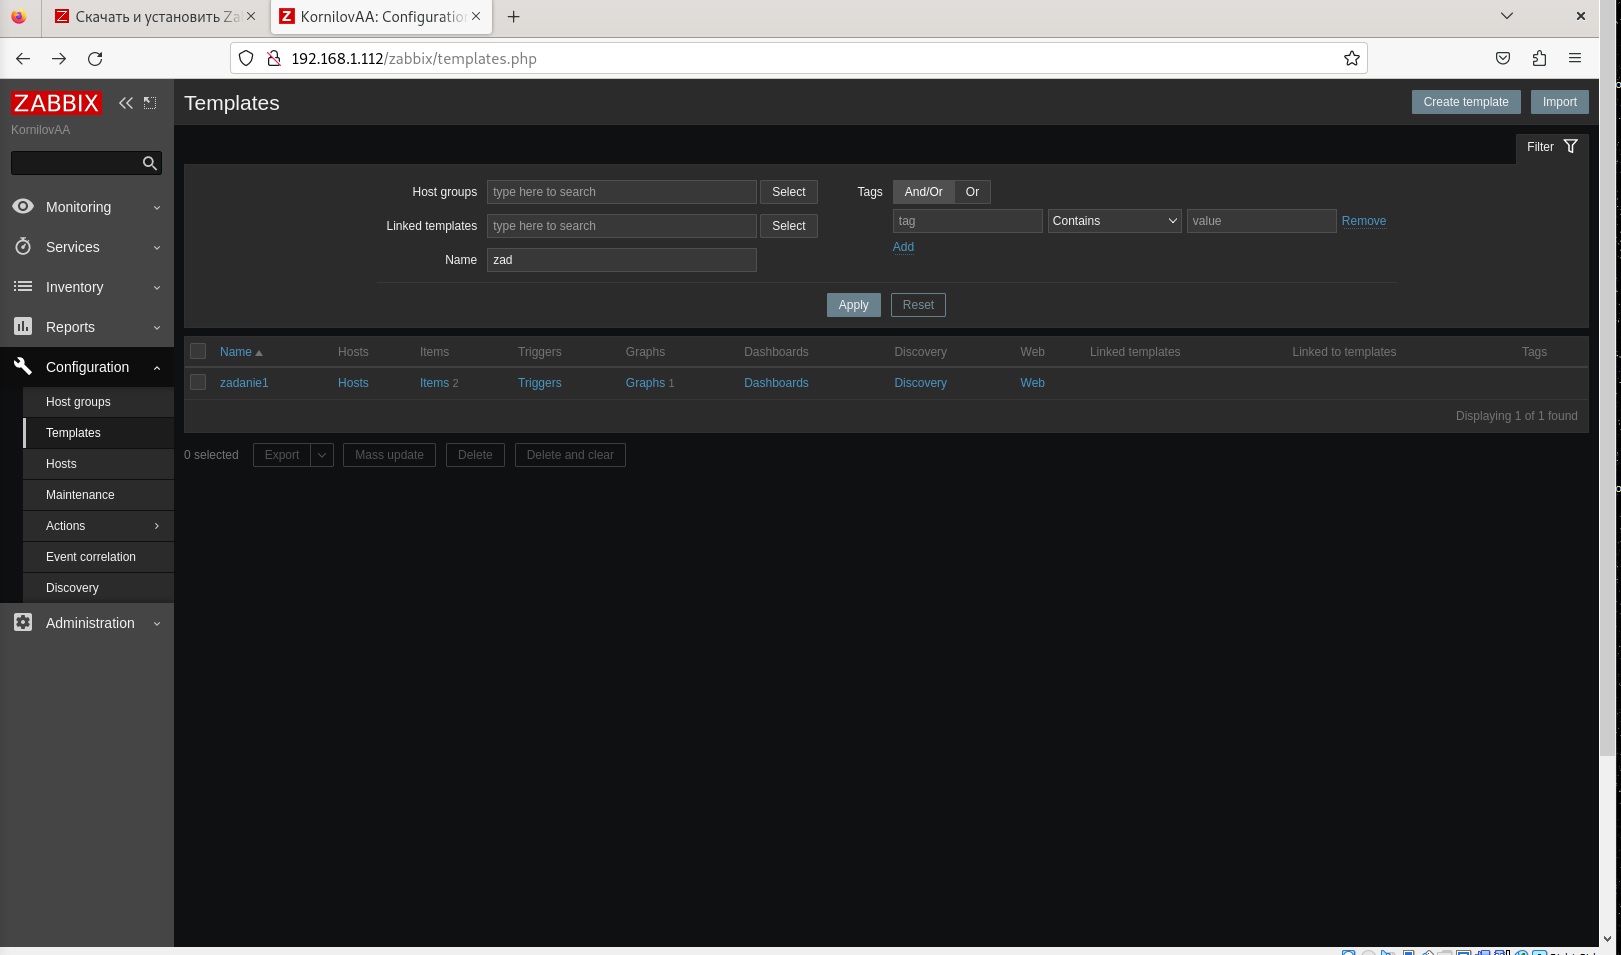 Скачать и установить Za
KornilovAA: Configuratio
192.168.1.112/zabbix/templates.php
ZABBIX
KornilovAA
Monitoring
Services
Inventory
Reports
Configuration
Host groups
Templates
Hosts
Maintenance
Actions
Event correlation
Discovery
Administration
Templates
Create template Import
Filter
Host groups type here to search Select
Linked templates type here to search Select
Name zad
Tags And/Or Or
tag Contains value Remove
Add
Apply Reset
Name Hosts Items Triggers Graphs Dashboards Discovery Web Linked templates Linked to templates Tags
zadanie1 Hosts Items 2 Triggers Graphs 1 Dashboards Discovery Web
Displaying 1 of 1 found
0 selected Export Mass update Delete Delete and clear